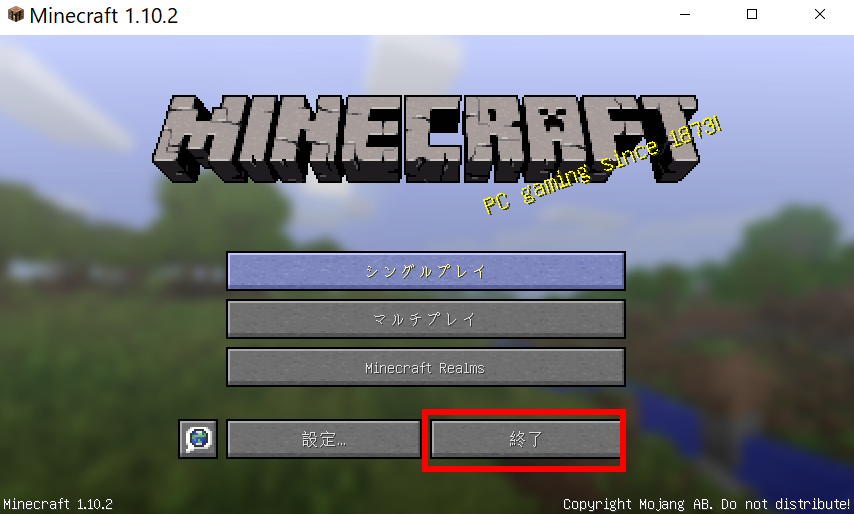 Minecraft 1.10.2
MINECRAFT
PC gaming since 1873!
シングルプレイ
マルチプレイ
Minecraft Realms
設定...
終了
Minecraft 1.10.2
Copyright Mojang AB. Do not distribute!